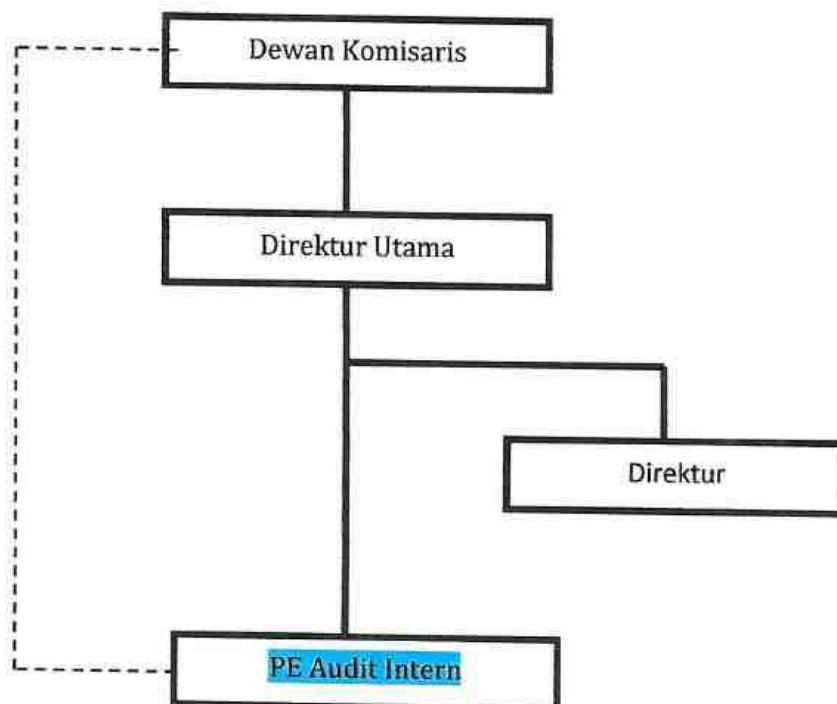 Dewan Komisaris
Direktur Utama
Direktur
PE Audit Intern